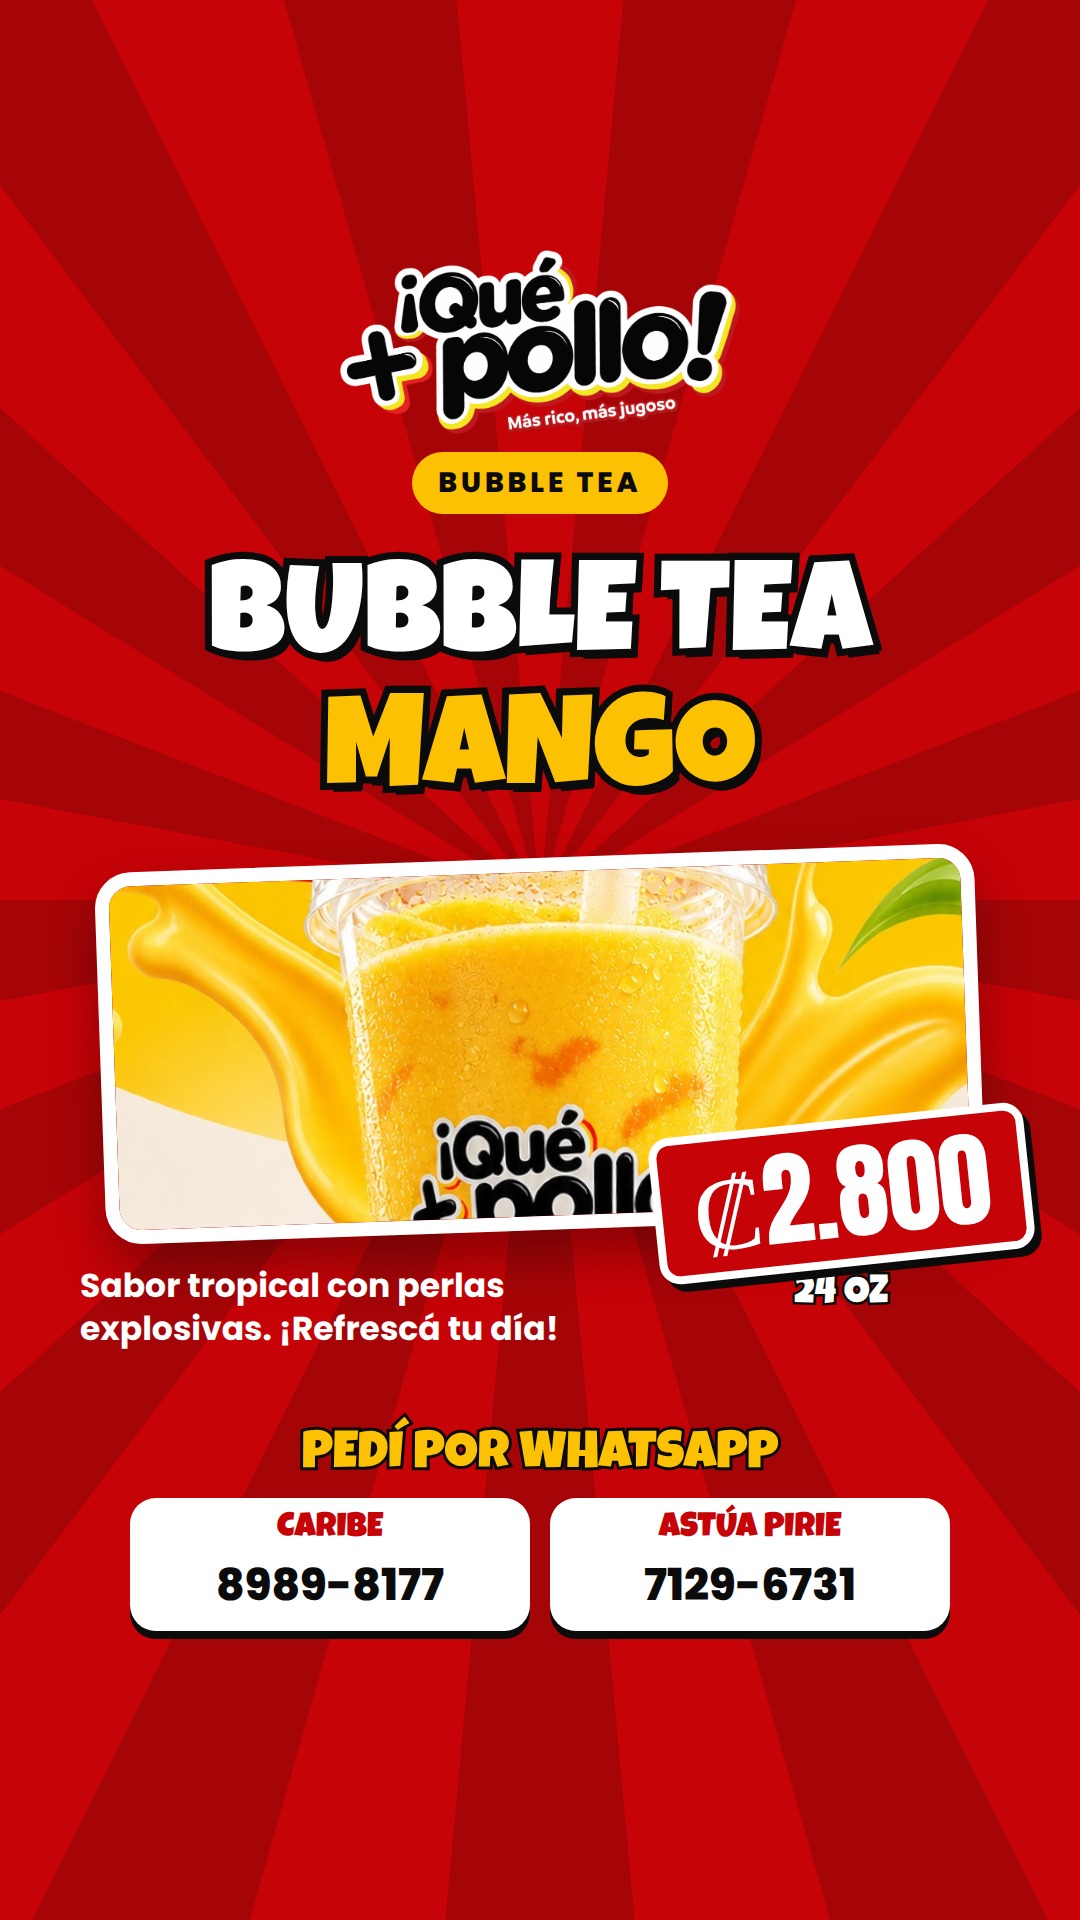 ¡Qué
+ pollo!
Más rico, más jugoso
BUBBLE TEA
BUBBLE TEA
MANGO
¡Qué
+ pollo
₡2.800
Sabor tropical con perlas
explosivas. ¡Refrescá tu día!
24 OZ
PEDÍ POR WHATSAPP
CARIBE
8989-8177
ASTÚA PIRIE
7129-6731